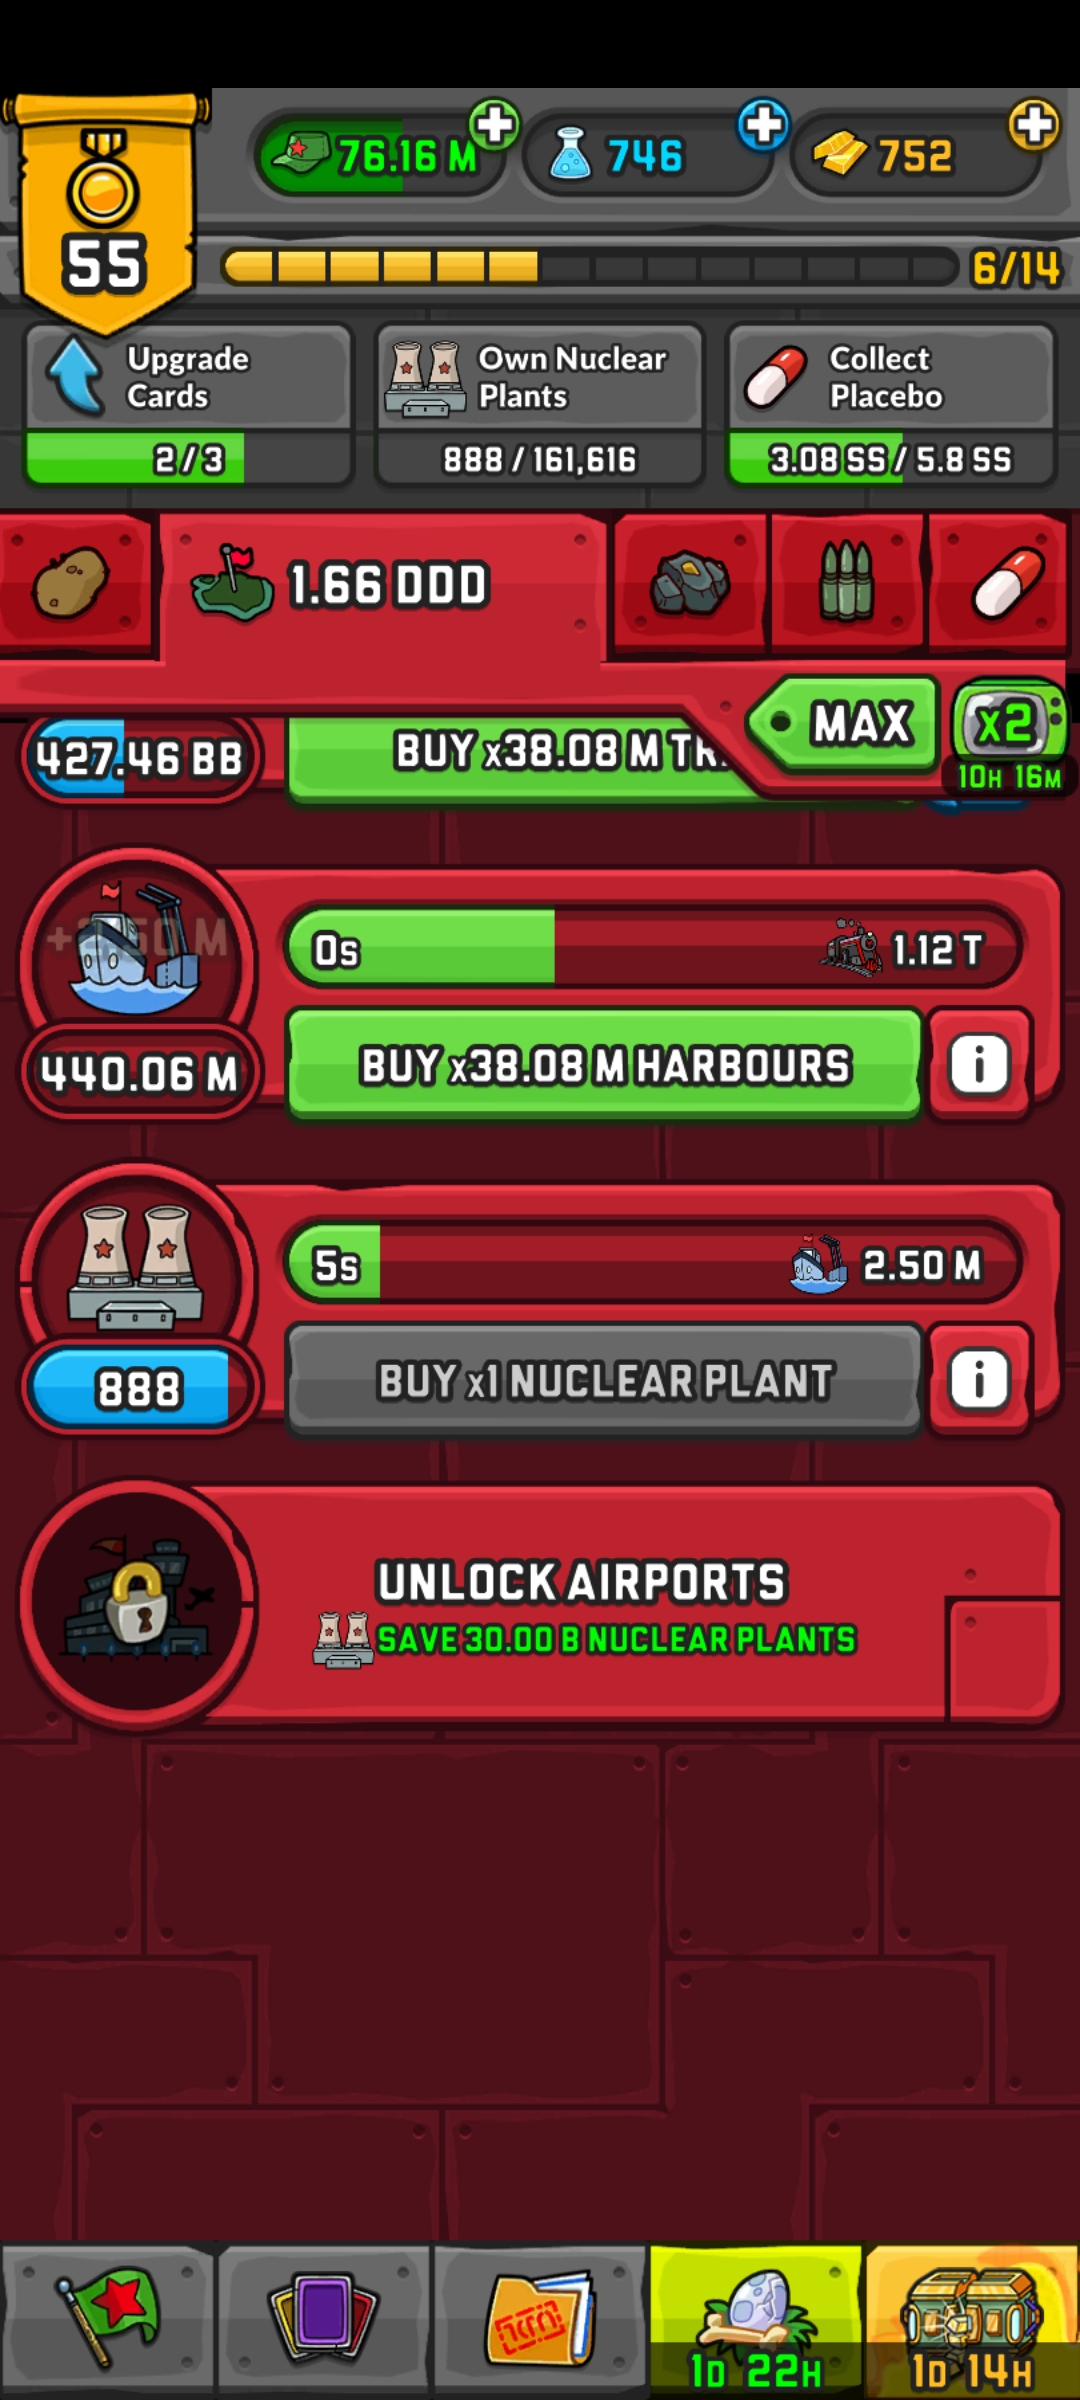 76.16 M
746
752
55
6/14
Upgrade
Cards
2/3
Own Nuclear
Plants
888 / 161,616
Collect
Placebo
3.08 SS / 5.8 SS
1.66 DDD
MAX
x2
10H 16M
427.46 BB
BUY x38.08 M TR
+2.50 M
0s
1.12 T
440.06 M
BUY x38.08 M HARBOURS
i
5s
2.50 M
888
BUY x1 NUCLEAR PLANT
i
UNLOCK AIRPORTS
SAVE 30.00 B NUCLEAR PLANTS
1D 22H
1D 14H